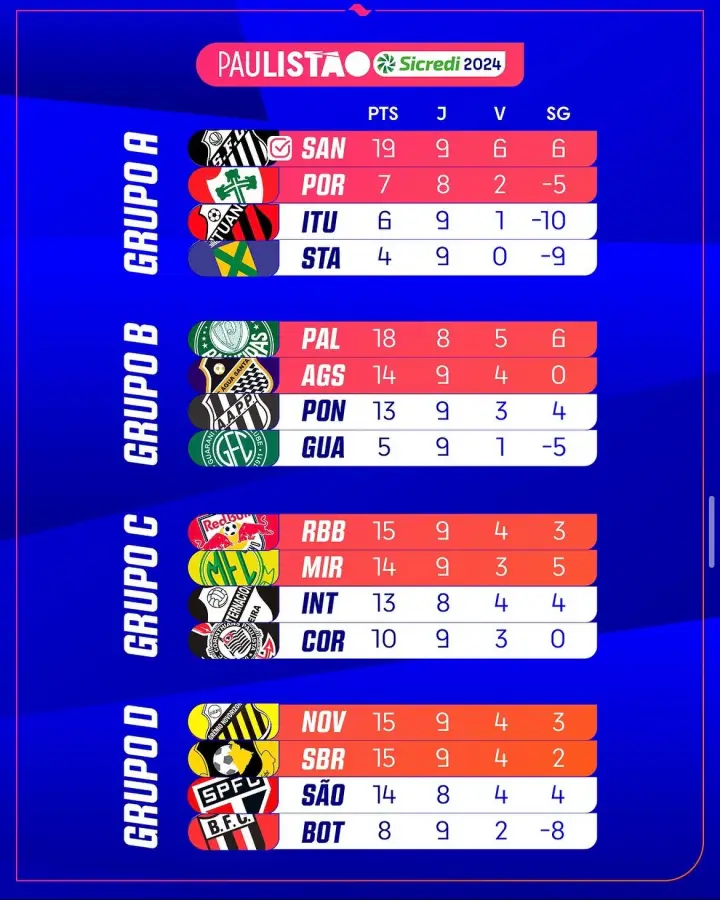 PAULISTÃO Sicredi 2024
PTS J V SG
GRUPO A
SAN 19 9 6 6
POR 7 8 2 -5
ITU 6 9 1 -10
STA 4 9 0 -9
GRUPO B
PAL 18 8 5 6
AGS 14 9 4 0
PON 13 9 3 4
GUA 5 9 1 -5
GRUPO C
RBB 15 9 4 3
MIR 14 9 3 5
INT 13 8 4 4
COR 10 9 3 0
GRUPO D
NOV 15 9 4 3
SBR 15 9 4 2
SÃO 14 8 4 4
BOT 8 9 2 -8